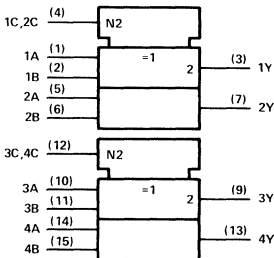 1C,2C (4) N2
1A (1) =1
1B (2) 2 (3) 1Y
2A (5)
2B (6) (7) 2Y
3C,4C (12) N2
3A (10) =1
3B (11) 2 (9) 3Y
4A (14)
4B (15) (13) 4Y